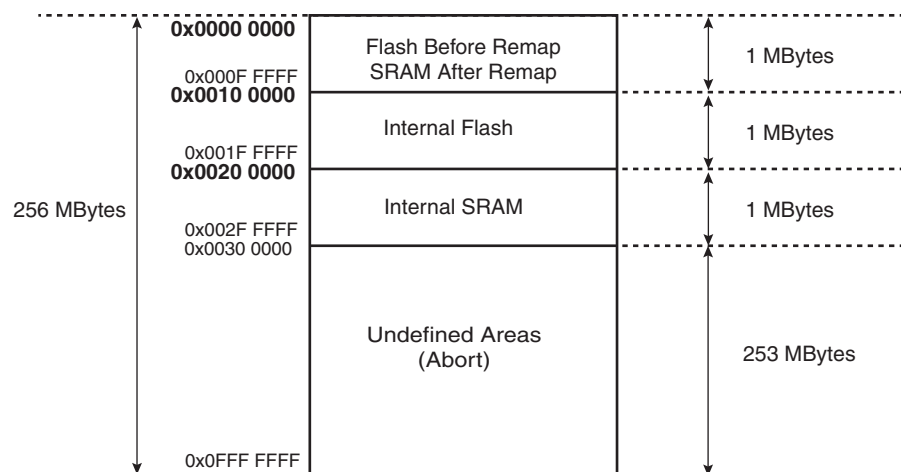 0x0000 0000
Flash Before Remap
SRAM After Remap
1 MBytes
0x000F FFFF
0x0010 0000
Internal Flash
1 MBytes
0x001F FFFF
0x0020 0000
256 MBytes
Internal SRAM
1 MBytes
0x002F FFFF
0x0030 0000
Undefined Areas
(Abort)
253 MBytes
0x0FFF FFFF